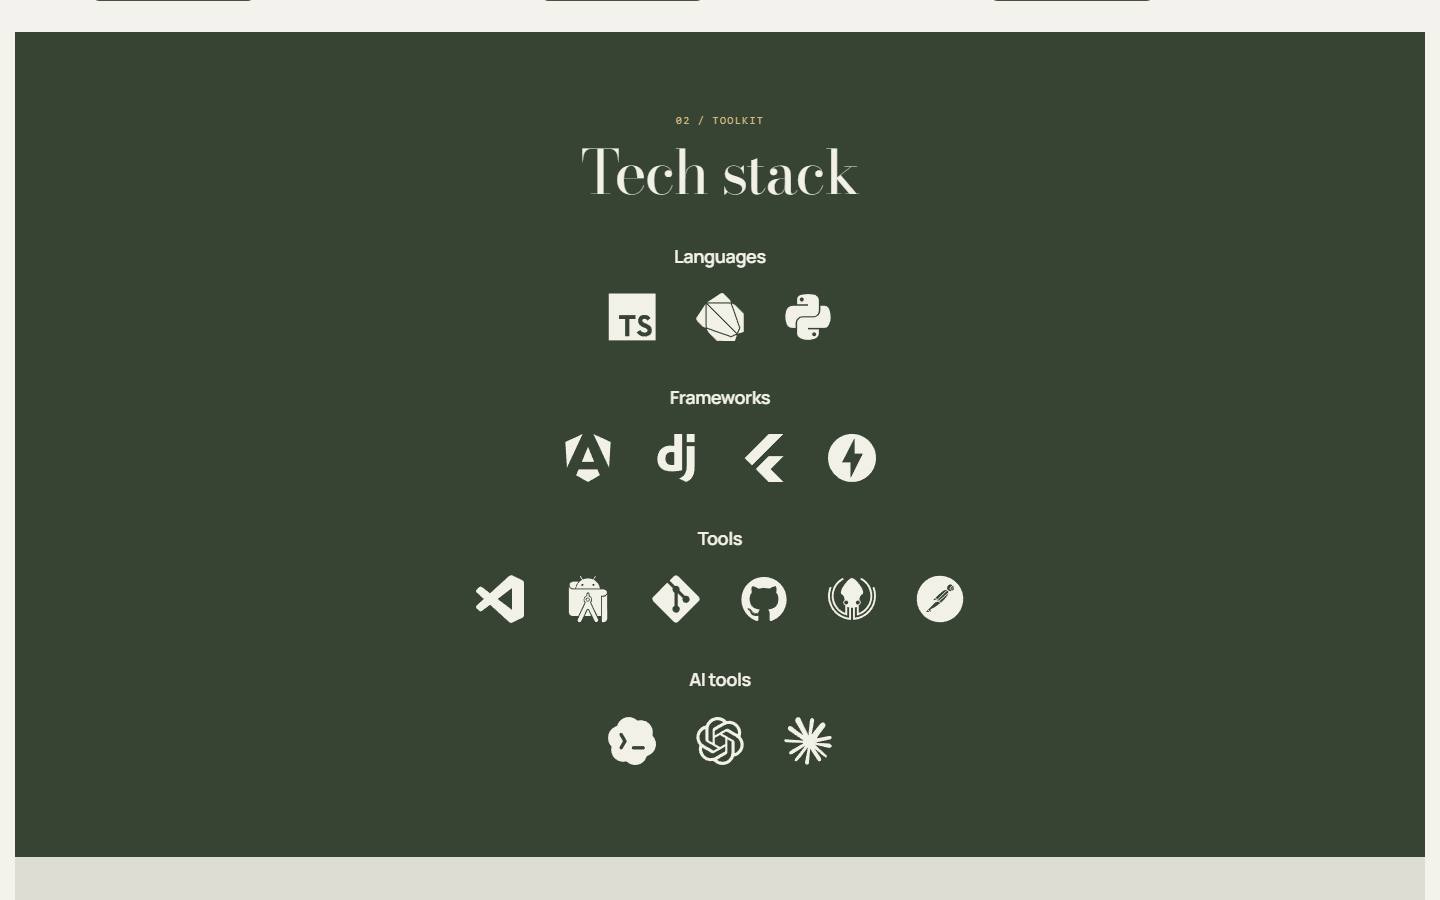 02 / TOOLKIT
Tech stack
Languages
TS
Frameworks
dj
Tools
AI tools